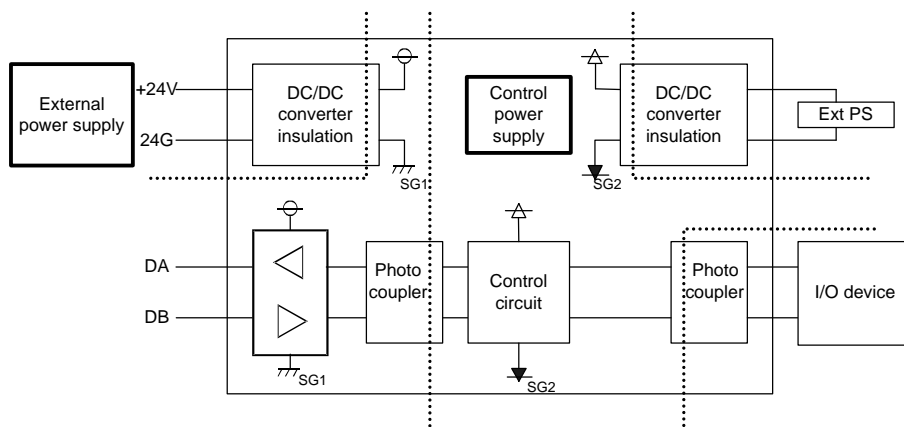 External
power supply
+24V
24G
DC/DC
converter
insulation
SG1
Control
power
supply
DC/DC
converter
insulation
SG2
Ext PS
DA
DB
SG1
Photo
coupler
Control
circuit
SG2
Photo
coupler
I/O device